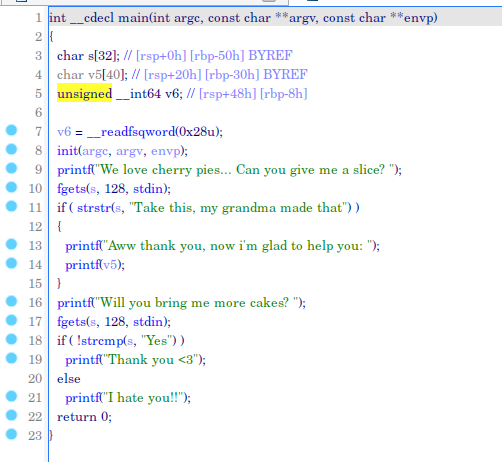 1 int __cdecl main(int argc, const char **argv, const char **envp)
2 {
3 char s[32]; // [rsp+0h] [rbp-50h] BYREF
4 char v5[40]; // [rsp+20h] [rbp-30h] BYREF
5 unsigned __int64 v6; // [rsp+48h] [rbp-8h]
6
7 v6 = __readfsqword(0x28u);
8 init(argc, argv, envp);
9 printf("We love cherry pies... Can you give me a slice? ");
10 fgets(s, 128, stdin);
11 if ( strstr(s, "Take this, my grandma made that") )
12 {
13 printf("Aww thank you, now i'm glad to help you: ");
14 printf(v5);
15 }
16 printf("Will you bring me more cakes? ");
17 fgets(s, 128, stdin);
18 if ( !strcmp(s, "Yes") )
19 printf("Thank you <3");
20 else
21 printf("I hate you!!");
22 return 0;
23 }